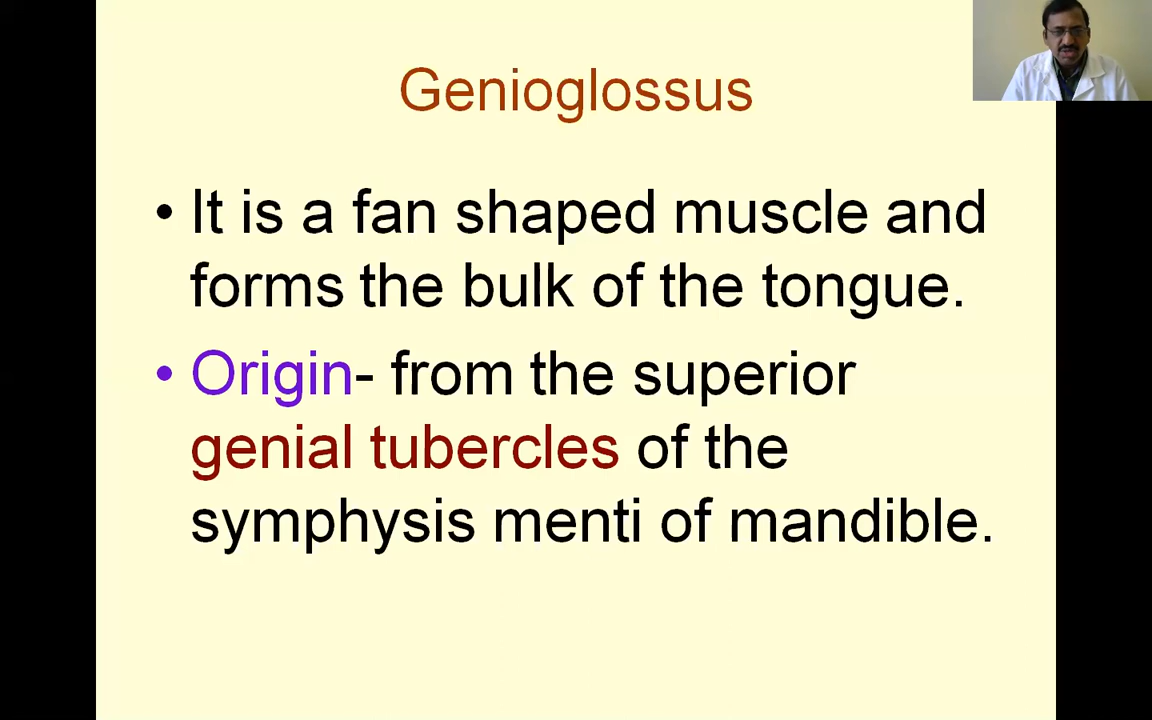 Genioglossus
• It is a fan shaped muscle and
forms the bulk of the tongue.
• Origin- from the superior
genial tubercles of the
symphysis menti of mandible.